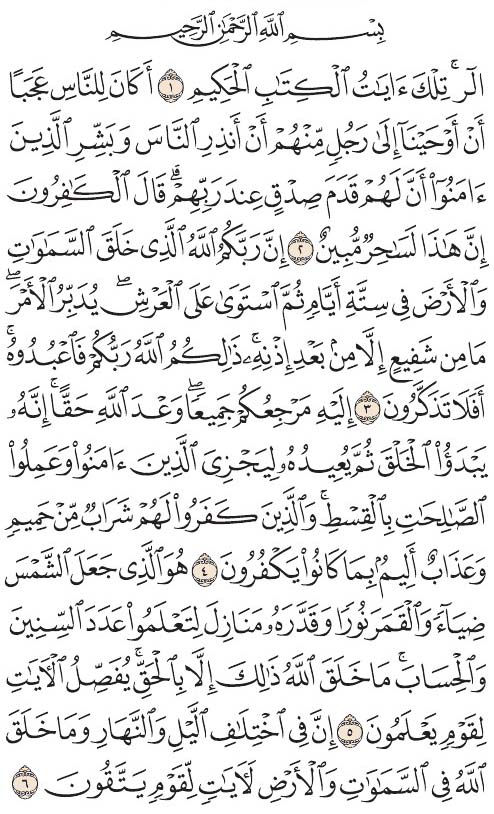 بِسْمِ ٱللَّهِ ٱلرَّحْمَٰنِ ٱلرَّحِيمِ
الٓر ۚ تِلْكَ ءَايَٰتُ ٱلْكِتَٰبِ ٱلْحَكِيمِ ١ أَكَانَ لِلنَّاسِ عَجَبًا
أَنْ أَوْحَيْنَآ إِلَىٰ رَجُلٍ مِّنْهُمْ أَنْ أَنذِرِ ٱلنَّاسَ وَبَشِّرِ ٱلَّذِينَ
ءَامَنُوٓا۟ أَنَّ لَهُمْ قَدَمَ صِدْقٍ عِندَ رَبِّهِمْ ۗ قَالَ ٱلْكَٰفِرُونَ
إِنَّ هَٰذَا لَسَٰحِرٌ مُّبِينٌ ٢ إِنَّ رَبَّكُمُ ٱللَّهُ ٱلَّذِى خَلَقَ ٱلسَّمَٰوَٰتِ
وَٱلْأَرْضَ فِى سِتَّةِ أَيَّامٍ ثُمَّ ٱسْتَوَىٰ عَلَى ٱلْعَرْشِ ۖ يُدَبِّرُ ٱلْأَمْرَ ۖ
مَا مِن شَفِيعٍ إِلَّا مِنۢ بَعْدِ إِذْنِهِۦ ۚ ذَٰلِكُمُ ٱللَّهُ رَبُّكُمْ فَٱعْبُدُوهُ ۚ
أَفَلَا تَذَكَّرُونَ ٣ إِلَيْهِ مَرْجِعُكُمْ جَمِيعًا ۖ وَعْدَ ٱللَّهِ حَقًّا ۚ إِنَّهُۥ
يَبْدَؤُا۟ ٱلْخَلْقَ ثُمَّ يُعِيدُهُۥ لِيَجْزِىَ ٱلَّذِينَ ءَامَنُوا۟ وَعَمِلُوا۟
ٱلصَّٰلِحَٰتِ بِٱلْقِسْطِ ۚ وَٱلَّذِينَ كَفَرُوا۟ لَهُمْ شَرَابٌ مِّنْ حَمِيمٍ
وَعَذَابٌ أَلِيمٌۢ بِمَا كَانُوا۟ يَكْفُرُونَ ٤ هُوَ ٱلَّذِى جَعَلَ ٱلشَّمْسَ
ضِيَآءً وَٱلْقَمَرَ نُورًا وَقَدَّرَهُۥ مَنَازِلَ لِتَعْلَمُوا۟ عَدَدَ ٱلسِّنِينَ
وَٱلْحِسَابَ ۚ مَا خَلَقَ ٱللَّهُ ذَٰلِكَ إِلَّا بِٱلْحَقِّ ۚ يُفَصِّلُ ٱلْـَٔايَٰتِ
لِقَوْمٍ يَعْلَمُونَ ٥ إِنَّ فِى ٱخْتِلَٰفِ ٱلَّيْلِ وَٱلنَّهَارِ وَمَا خَلَقَ
ٱللَّهُ فِى ٱلسَّمَٰوَٰتِ وَٱلْأَرْضِ لَـَٔايَٰتٍ لِّقَوْمٍ يَتَّقُونَ ٦